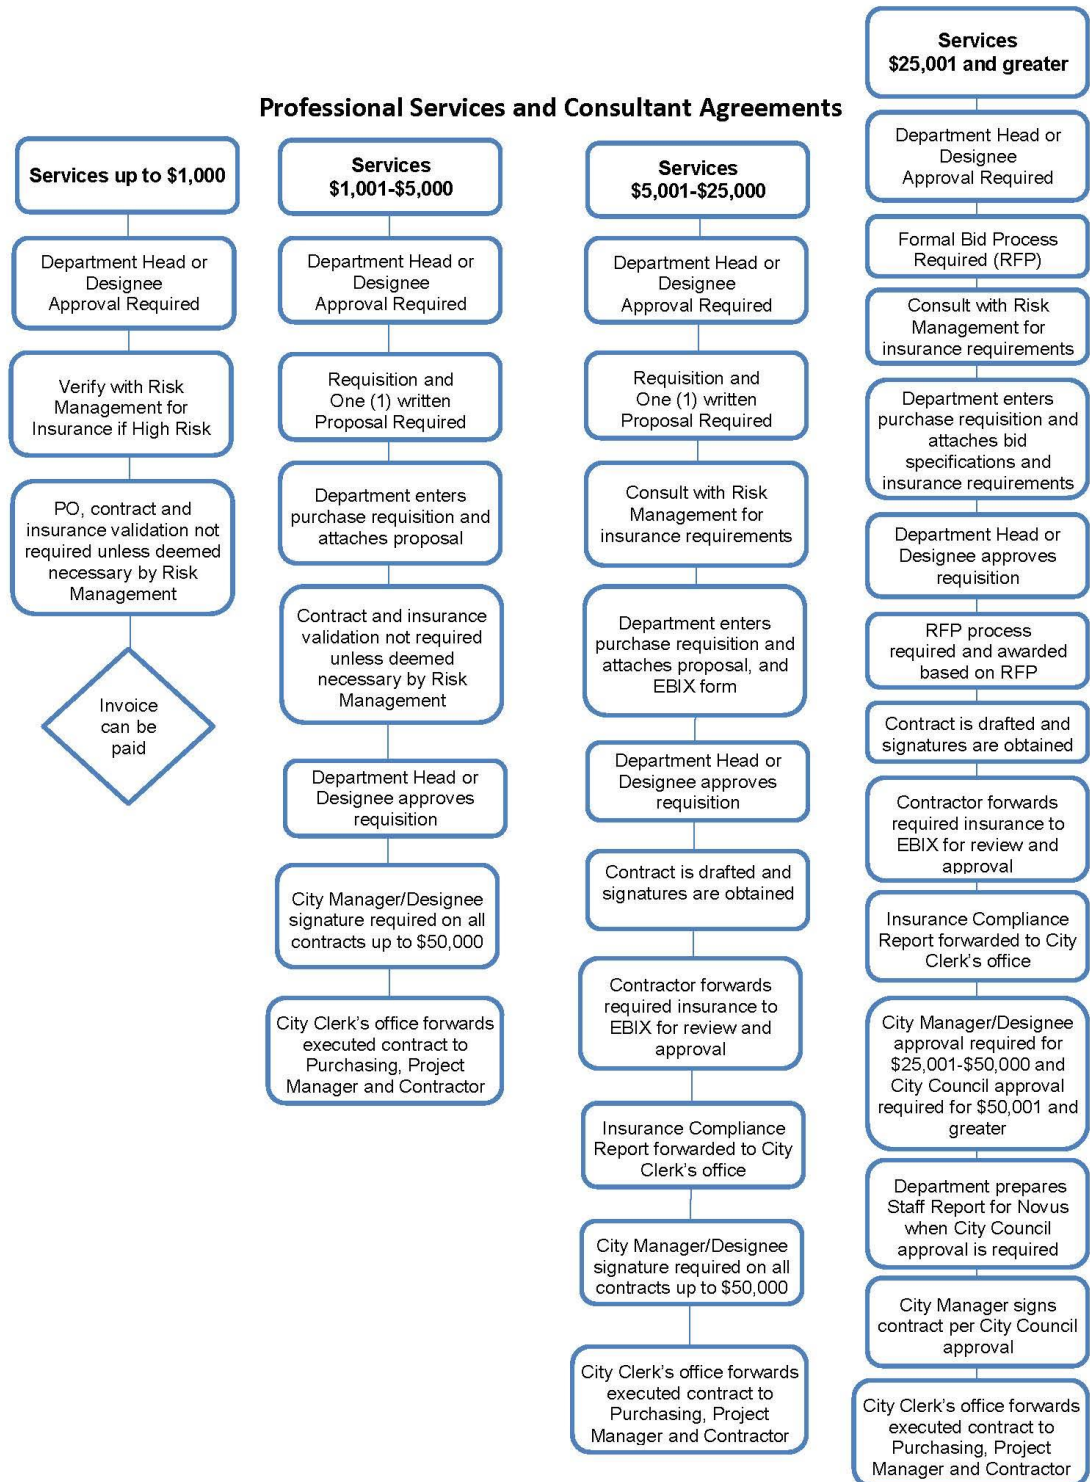 Professional Services and Consultant Agreements
Services up to $1,000
Department Head or
Designee
Approval Required
Verify with Risk
Management for
Insurance if High Risk
PO, contract and
insurance validation not
required unless deemed
necessary by Risk
Management
Invoice
can be
paid
Services
$1,001-$5,000
Department Head or
Designee
Approval Required
Requisition and
One (1) written
Proposal Required
Department enters
purchase requisition and
attaches proposal
Contract and insurance
validation not required
unless deemed
necessary by Risk
Management
Department Head or
Designee approves
requisition
City Manager/Designee
signature required on all
contracts up to $50,000
City Clerk's office forwards
executed contract to
Purchasing, Project
Manager and Contractor
Services
$5,001-$25,000
Department Head or
Designee
Approval Required
Requisition and
One (1) written
Proposal Required
Consult with Risk
Management for
insurance requirements
Department enters
purchase requisition and
attaches proposal, and
EBIX form
Department Head or
Designee approves
requisition
Contract is drafted and
signatures are obtained
Contractor forwards
required insurance to
EBIX for review and
approval
Insurance Compliance
Report forwarded to City
Clerk's office
City Manager/Designee
signature required on all
contracts up to $50,000
City Clerk's office forwards
executed contract to
Purchasing, Project
Manager and Contractor
Services
$25,001 and greater
Department Head or
Designee
Approval Required
Formal Bid Process
Required (RFP)
Consult with Risk
Management for
insurance requirements
Department enters
purchase requisition and
attaches bid
specifications and
insurance requirements
Department Head or
Designee approves
requisition
RFP process
required and awarded
based on RFP
Contract is drafted and
signatures are obtained
Contractor forwards
required insurance to
EBIX for review and
approval
Insurance Compliance
Report forwarded to City
Clerk's office
City Manager/Designee
approval required for
$25,001-$50,000 and
City Council approval
required for $50,001 and
greater
Department prepares
Staff Report for Novus
when City Council
approval is required
City Manager signs
contract per City Council
approval
City Clerk's office forwards
executed contract to
Purchasing, Project
Manager and Contractor